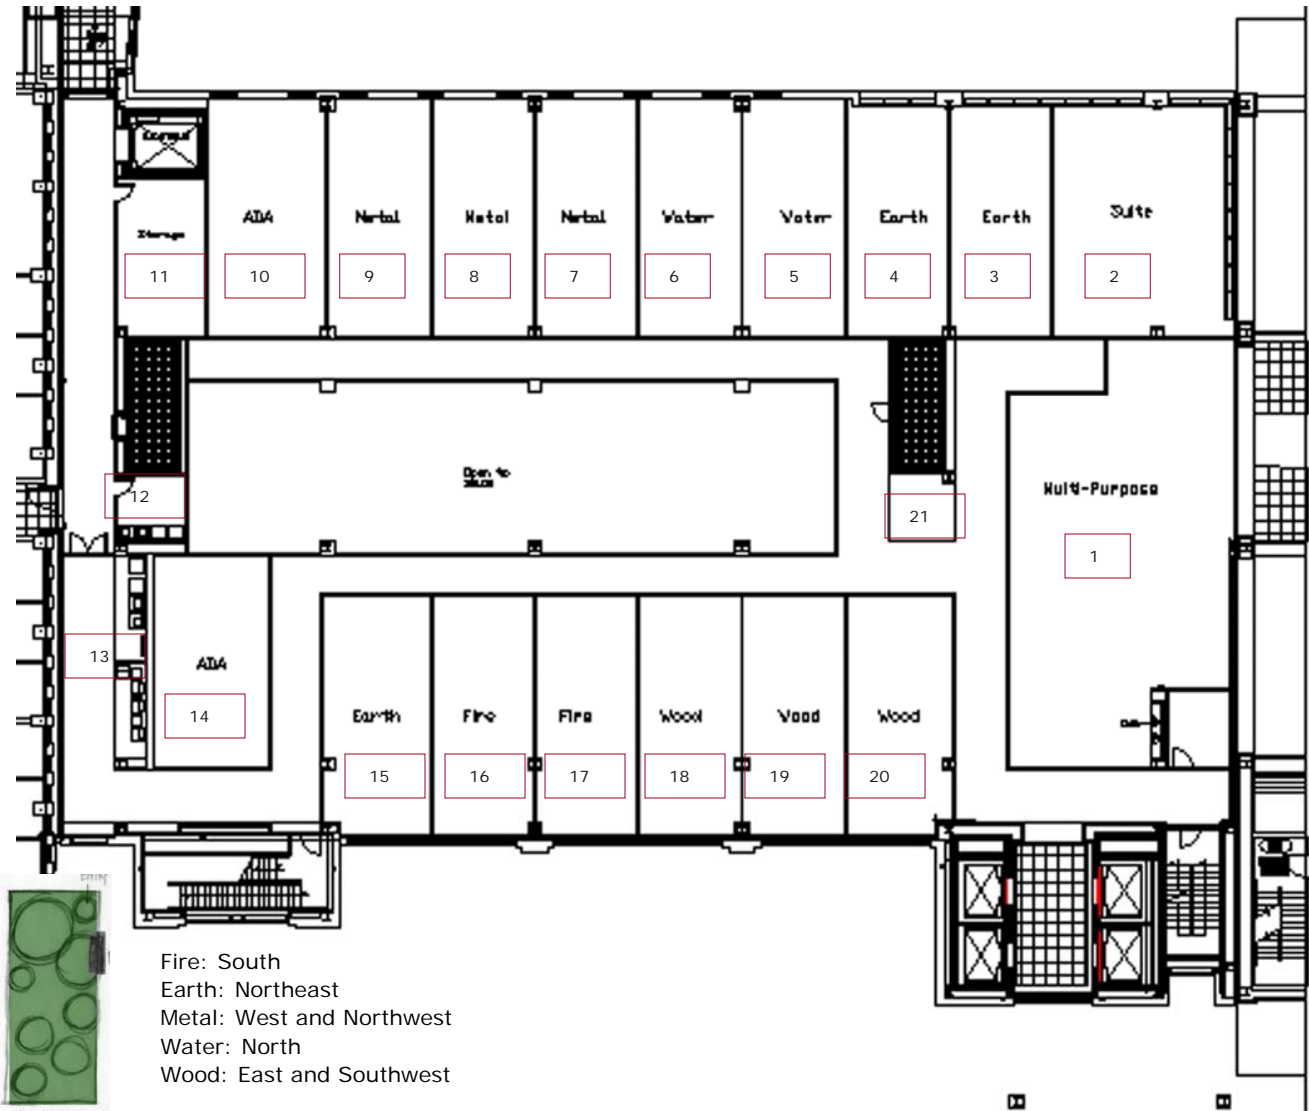 ADA
Metal
Metal
Metal
Water
Water
Earth
Earth
Suite
Storage
11
10
9
8
7
6
5
4
3
2
Open to
Multi-Purpose
12
21
1
13
ADA
14
Earth
Fire
Fire
Wood
Wood
Wood
15
16
17
18
19
20
Fire: South
Earth: Northeast
Metal: West and Northwest
Water: North
Wood: East and Southwest